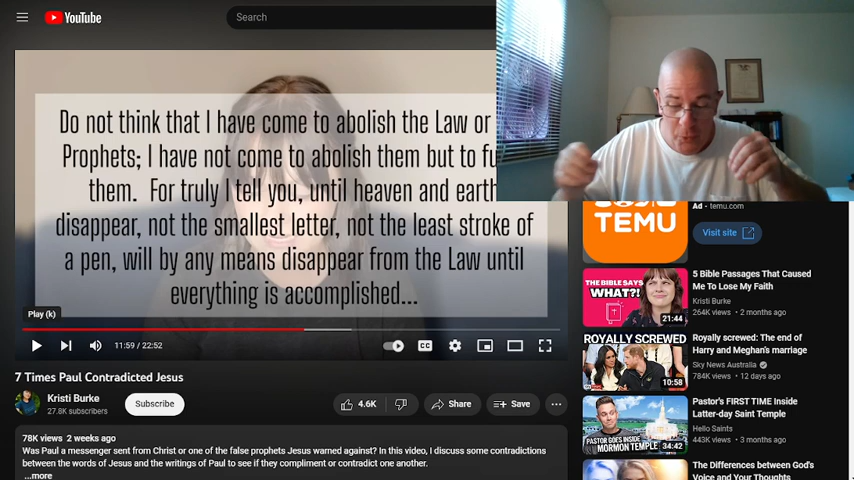 YouTube
Search
Do not think that I have come to abolish the Law or
Prophets; I have not come to abolish them but to
them. For truly I tell you, until heaven and earth
disappear, not the smallest letter, not the least stroke of
a pen, will by any means disappear from the Law until
everything is accomplished...
Play (k)
11:59 / 22:52
CC
7 Times Paul Contradicted Jesus
Kristi Burke
27.8K subscribers
Subscribe
4.6K
Share
Save
78K views 2 weeks ago
Was Paul a messenger sent from Christ or one of the false prophets Jesus warned against? In this video, I discuss some contradictions
between the words of Jesus and the writings of Paul to see if they compliment or contradict one another.
...more
TEMU
Ad · temu.com
Visit site
THE BIBLE SAYS
WHAT?!
21:44
5 Bible Passages That Caused
Me To Lose My Faith
Kristi Burke
264K views · 2 months ago
ROYALLY SCREWED
10:58
Royally screwed: The end of
Harry and Meghan's marriage
Sky News Australia
784K views · 12 days ago
PASTOR GOES INSIDE
MORMON TEMPLE
34:42
Pastor's FIRST TIME Inside
Latter-day Saint Temple
Hello Saints
443K views · 3 months ago
The Differences between God's
Voice and Your Thoughts